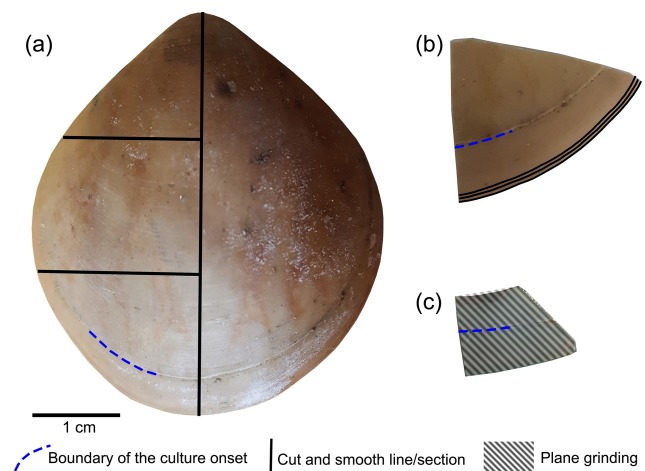 (a)
(b)
(c)
1 cm
Boundary of the culture onset
Cut and smooth line/section
Plane grinding